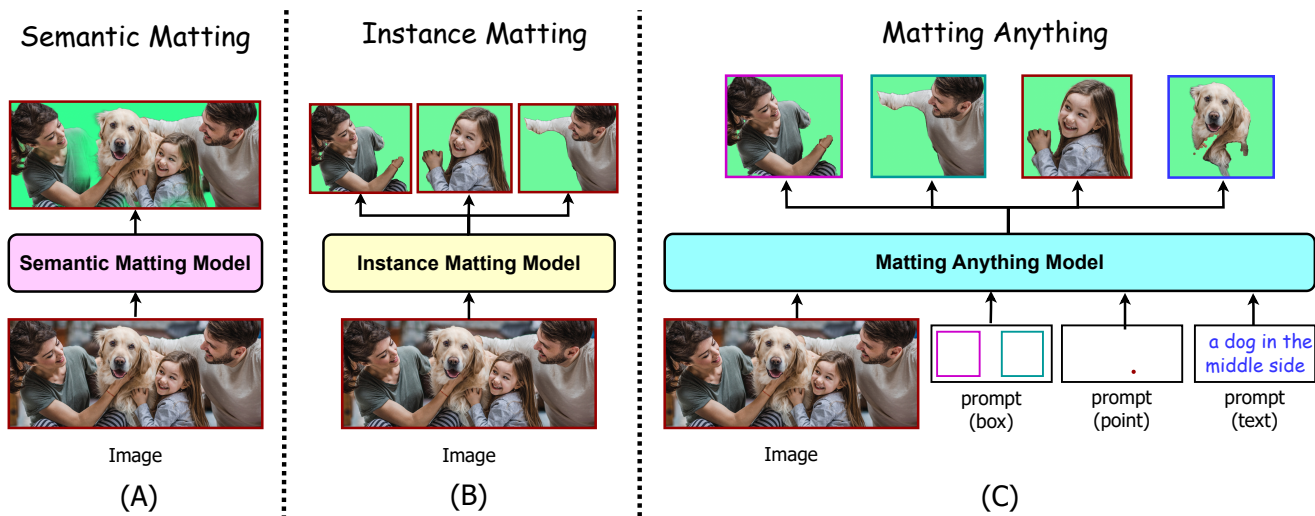 Semantic Matting
Semantic Matting Model
Image
(A)
Instance Matting
Instance Matting Model
Image
(B)
Matting Anything
Matting Anything Model
a dog in the
middle side
prompt
(box)
prompt
(point)
prompt
(text)
Image
(C)